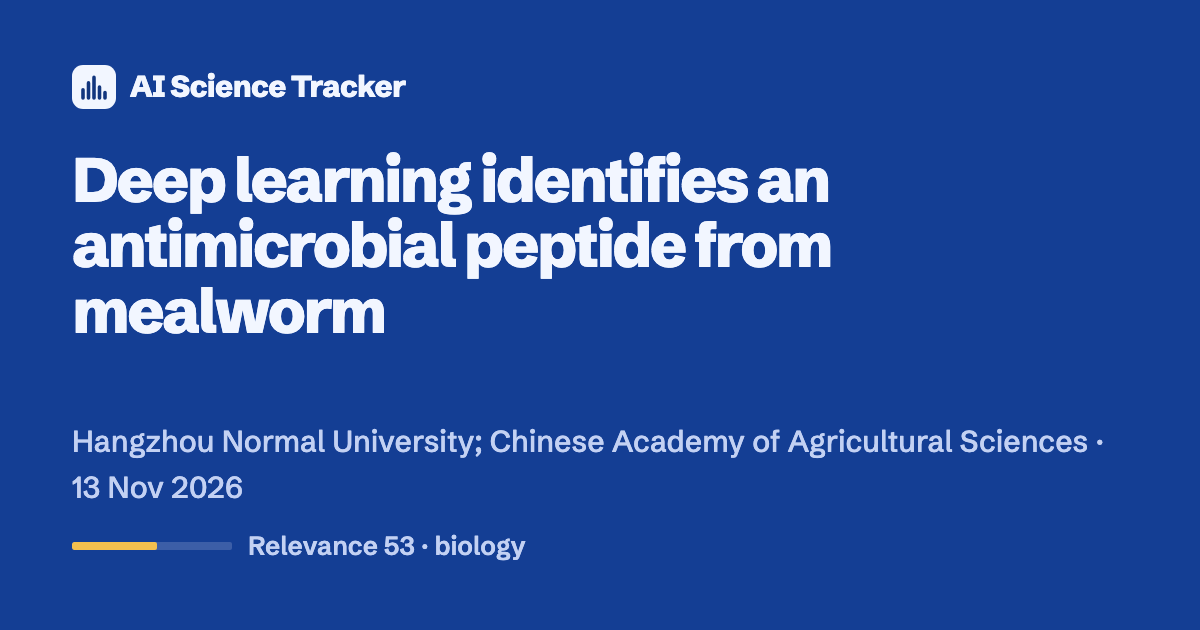 AI Science Tracker
Deep learning identifies an
antimicrobial peptide from
mealworm
Hangzhou Normal University; Chinese Academy of Agricultural Sciences ·
13 Nov 2026
Relevance 53 · biology